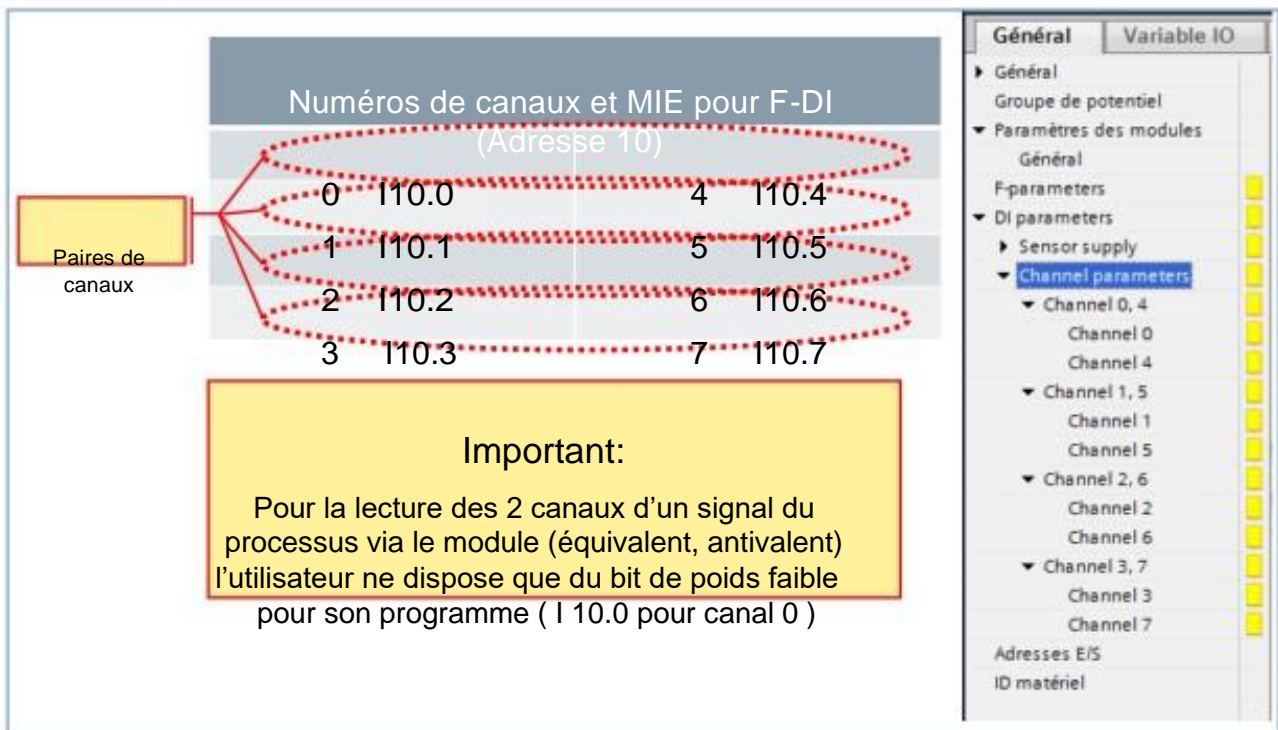 Numéros de canaux et MIE pour F-DI
(Adresse 10)
0 I10.0 4 I10.4
1 I10.1 5 I10.5
2 I10.2 6 I10.6
3 I10.3 7 I10.7
Paires de
canaux
Important:
Pour la lecture des 2 canaux d’un signal du
processus via le module (équivalent, antivalent)
l’utilisateur ne dispose que du bit de poids faible
pour son programme ( I 10.0 pour canal 0 )
Général Variable IO
Général
Groupe de potentiel
Paramètres des modules
Général
F-parameters
DI parameters
Sensor supply
Channel parameters
Channel 0, 4
Channel 0
Channel 4
Channel 1, 5
Channel 1
Channel 5
Channel 2, 6
Channel 2
Channel 6
Channel 3, 7
Channel 3
Channel 7
Adresses E/S
ID matériel